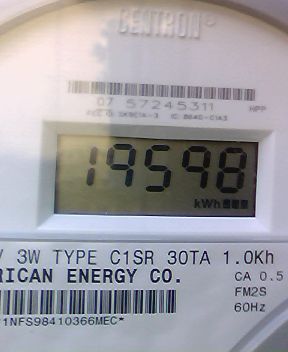 CENTRON®
07 57245311
HPP
19598
kWh
V 3W TYPE C1SR 30TA 1.0Kh
RICAN ENERGY CO.
CA 0.5
FM2S
60Hz
1NFS98410366MEC*